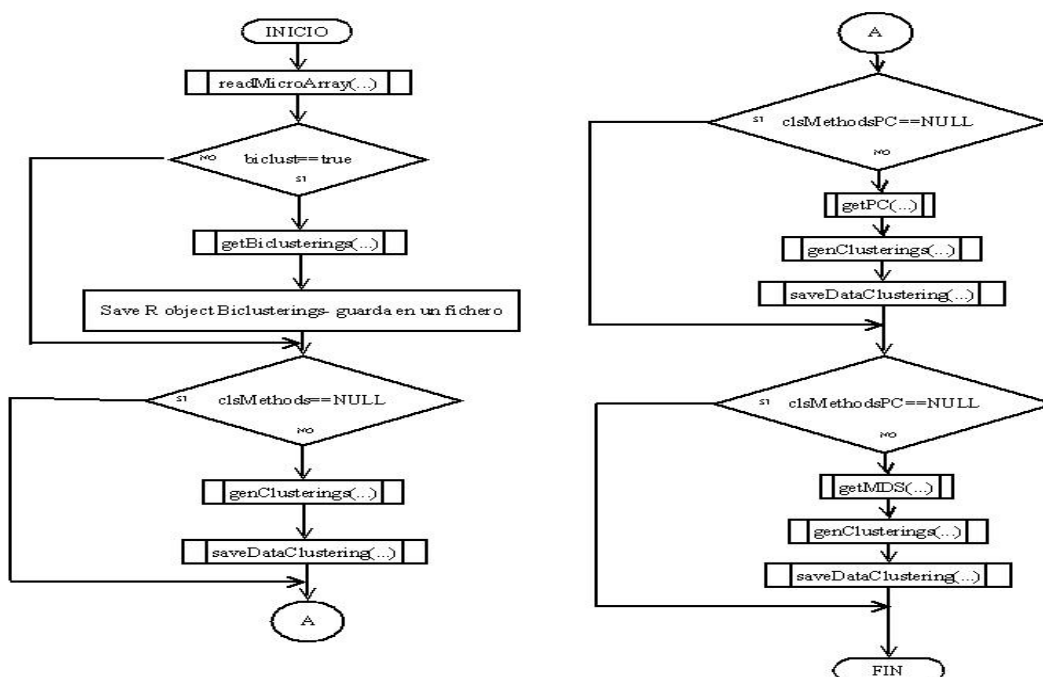 INICIO
readMicroArray(...)
NO
biclust==true
SI
getBiclusterings(...)
Save R object Biclusterings- guarda en un fichero
SI
clsMethods==NULL
NO
genClusterings(...)
saveDataClustering(...)
A
A
SI
clsMethodsPC==NULL
NO
getPC(...)
genClusterings(...)
saveDataClustering(...)
SI
clsMethodsPC==NULL
NO
getMDS(...)
genClusterings(...)
saveDataClustering(...)
FIN